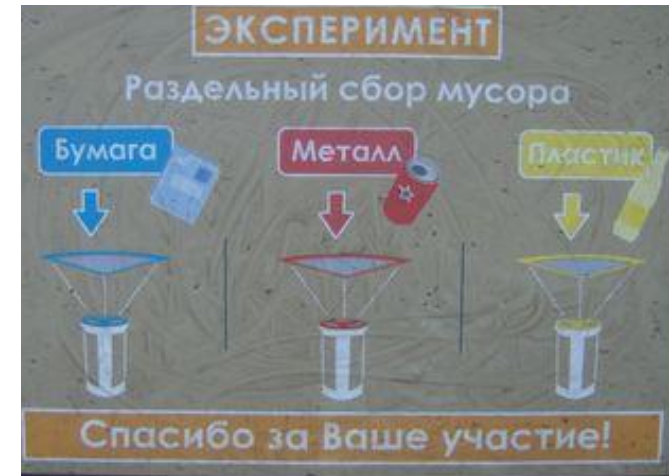 ЭКСПЕРИМЕНТ
Раздельный сбор мусора
Бумага
Металл
Пластик
Спасибо за Ваше участие!